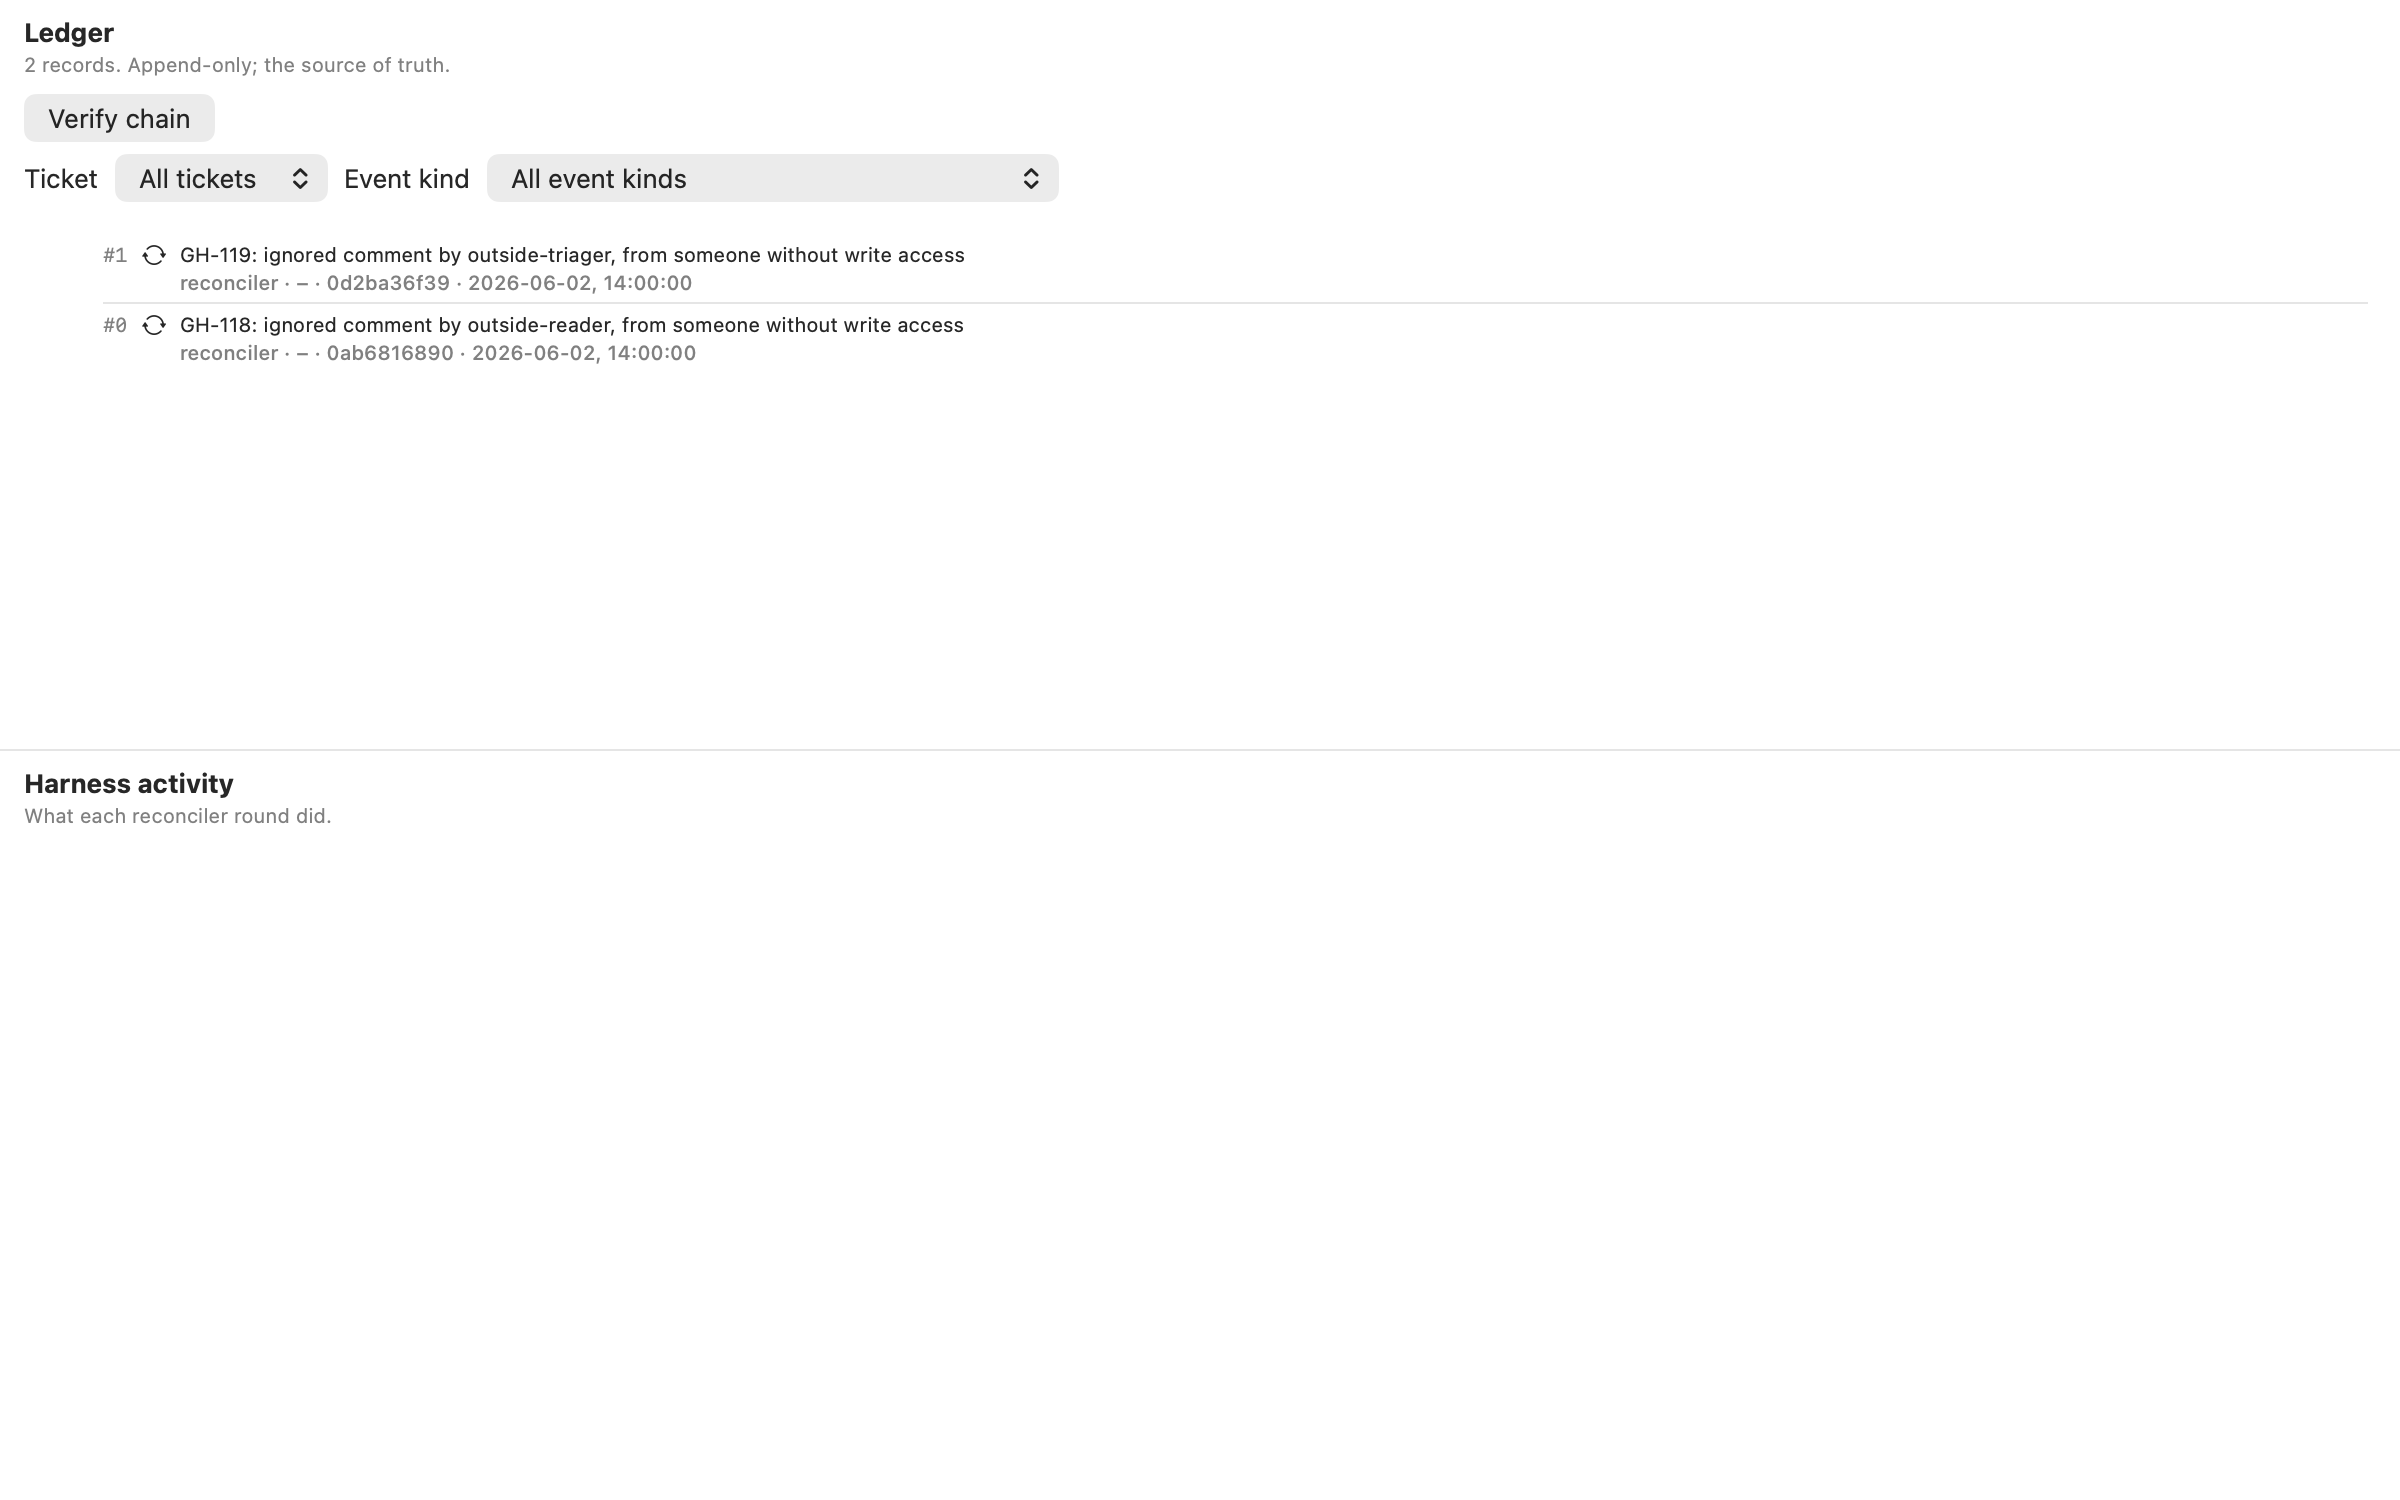 Ledger
2 records. Append-only; the source of truth.
Verify chain
Ticket All tickets Event kind All event kinds
#1 GH-119: ignored comment by outside-triager, from someone without write access
reconciler · – · 0d2ba36f39 · 2026-06-02, 14:00:00
#0 GH-118: ignored comment by outside-reader, from someone without write access
reconciler · – · 0ab6816890 · 2026-06-02, 14:00:00
Harness activity
What each reconciler round did.